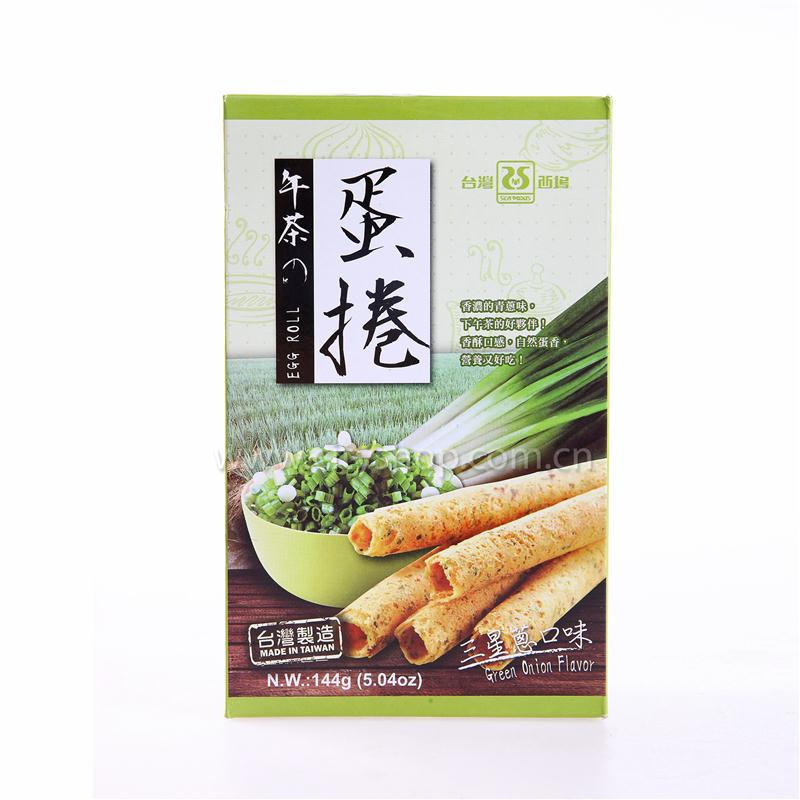 午茶の
EGG ROLL
蛋捲
台灣 西塢
香濃的青蔥味，
下午茶的好夥伴！
香酥口感，自然蛋香，
營養又好吃！
台灣製造
MADE IN TAIWAN
三星蔥口味
Green Onion Flavor
N.W.:144g (5.04oz)